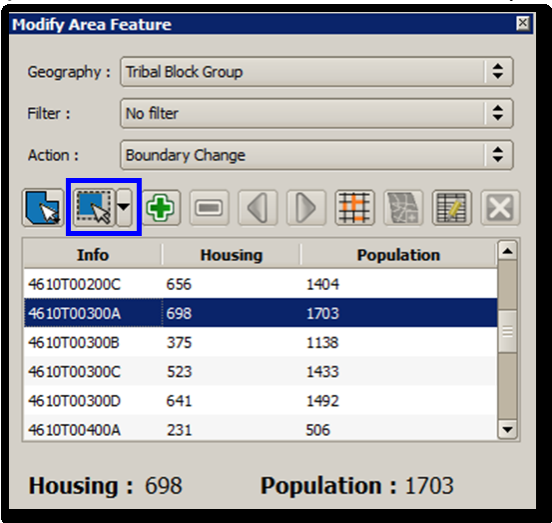 Modify Area Feature
Geography : Tribal Block Group
Filter : No filter
Action : Boundary Change
Info Housing Population
4610T00200C 656 1404
4610T00300A 698 1703
4610T00300B 375 1138
4610T00300C 523 1433
4610T00300D 641 1492
4610T00400A 231 506
Housing : 698 Population : 1703